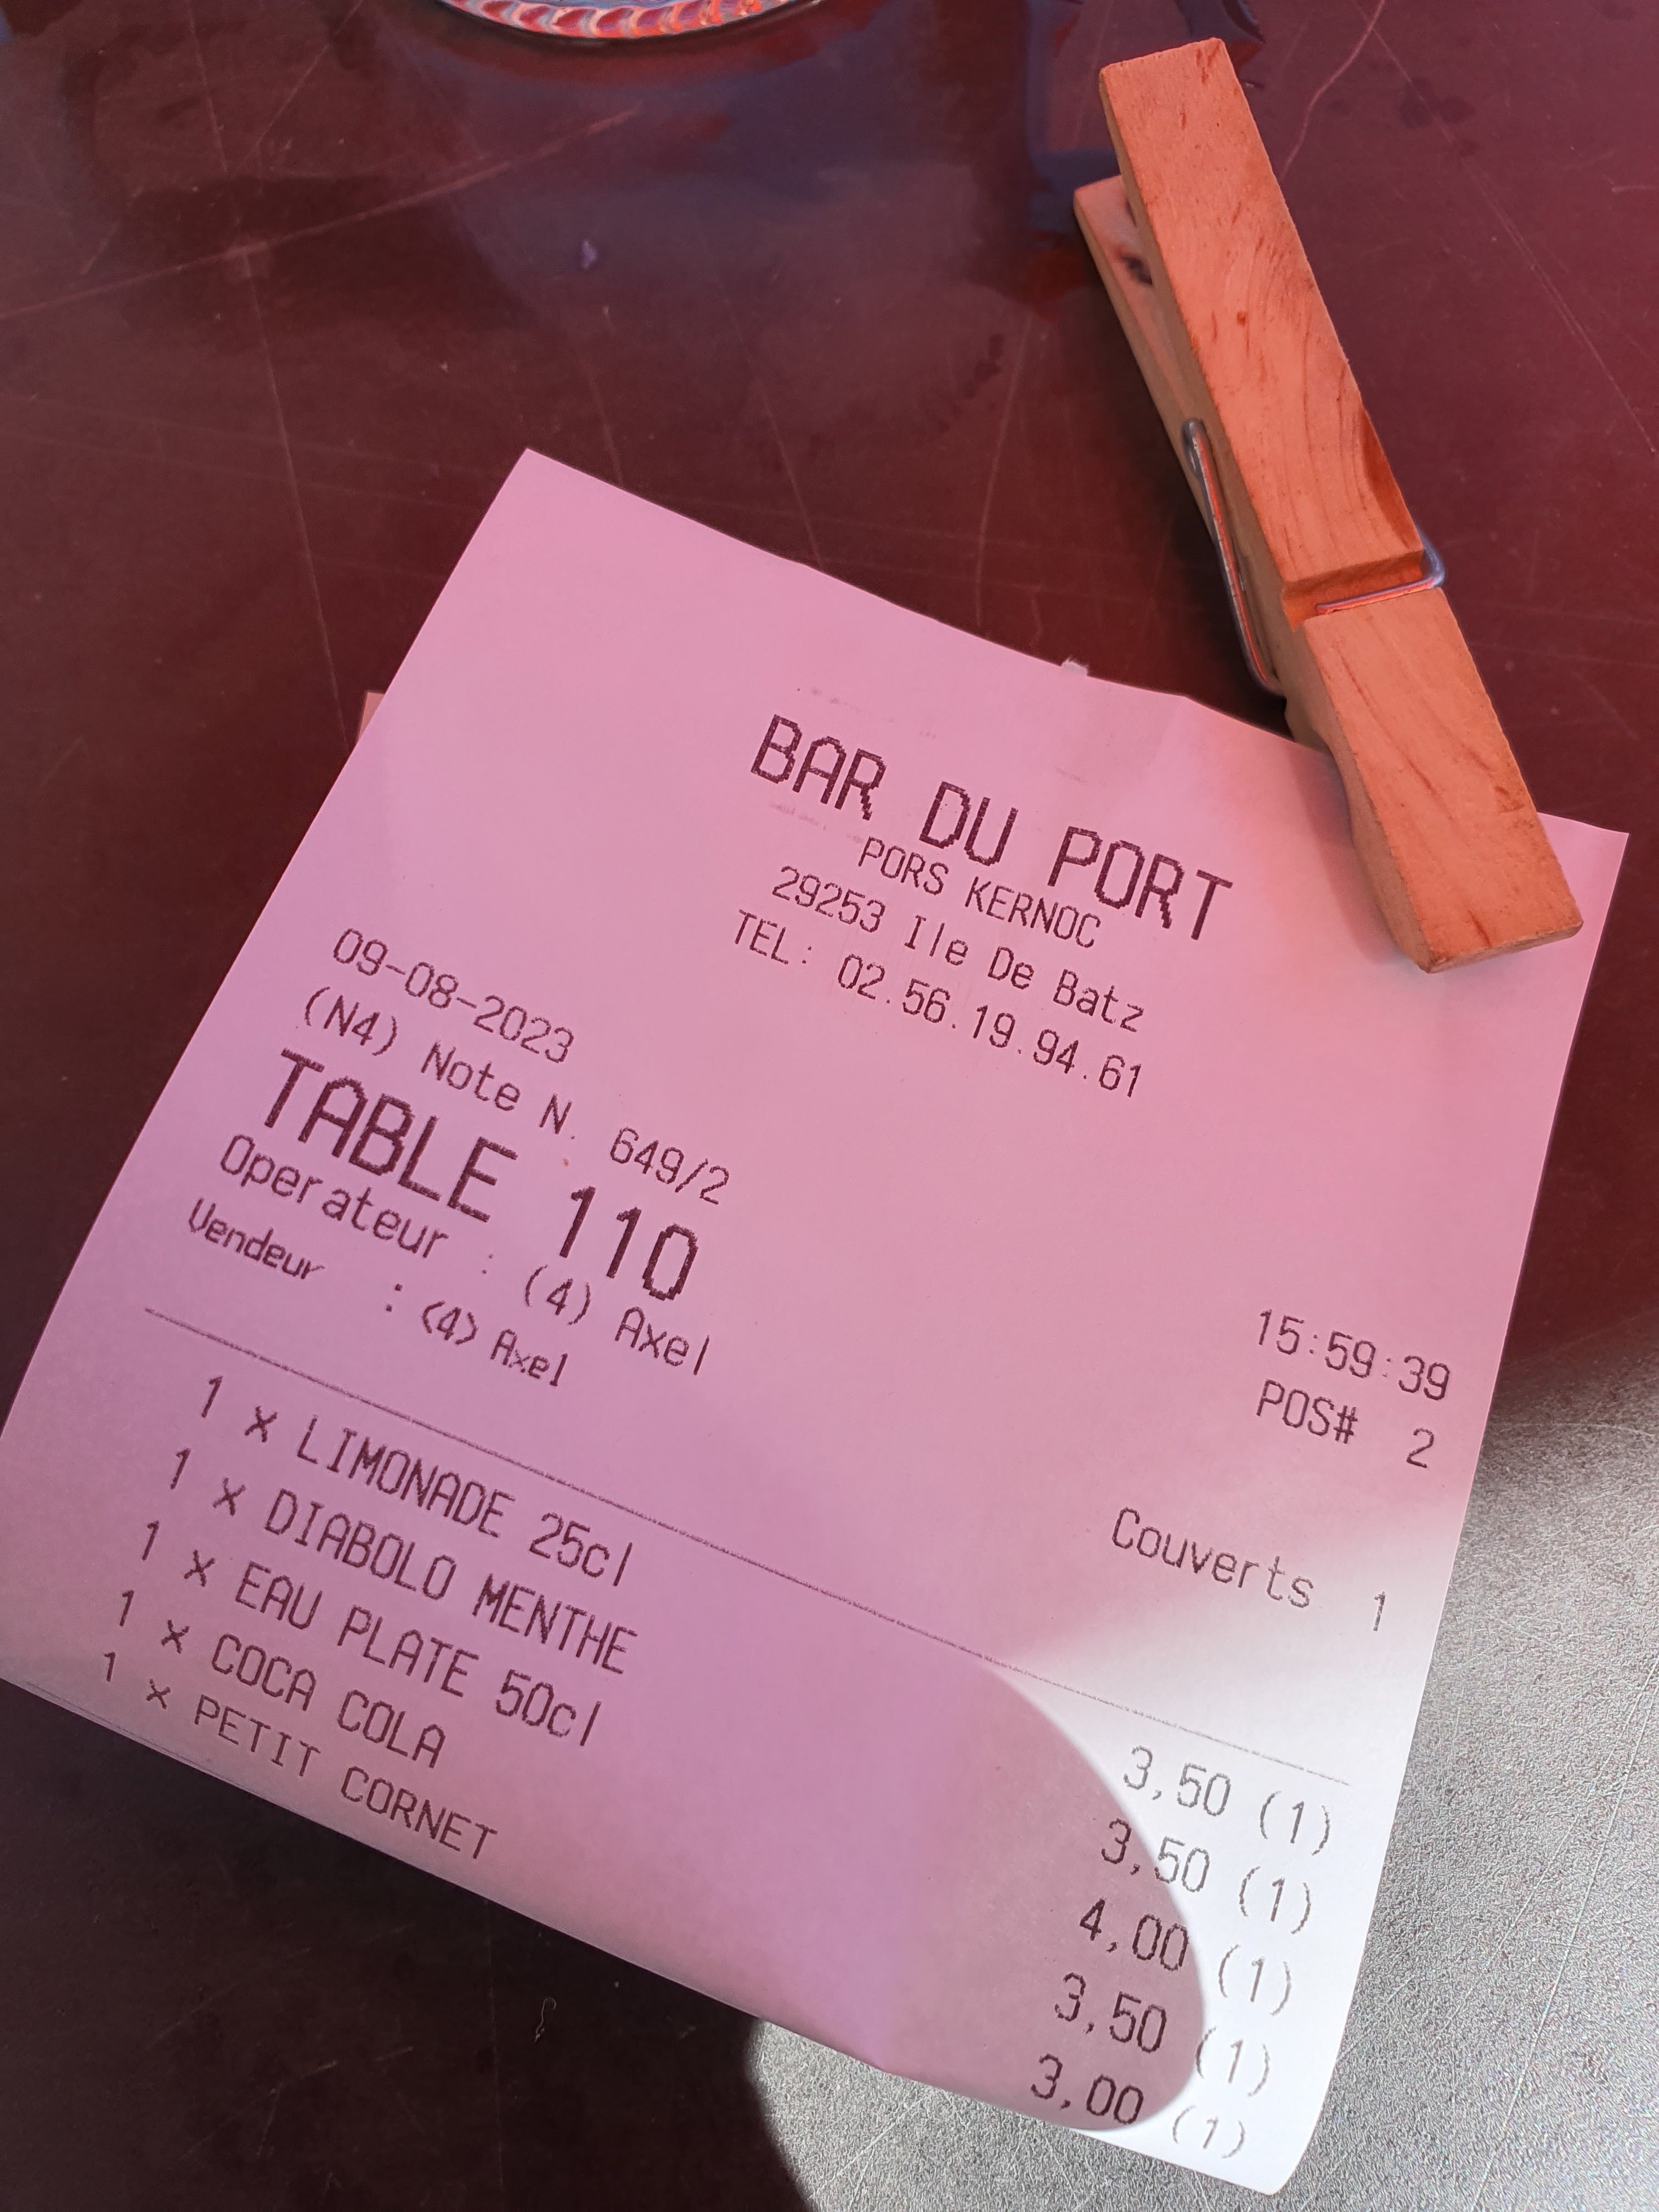 BAR DU PORT
PORS KERNOC
29253 Ile De Batz
TEL: 02.56.19.94.61
09-08-2023 15:59:39
(N4) Note N. 649/2 POS# 2
TABLE 110
Operateur : (4) Axel Couverts 1
Vendeur : (4) Axel
1 x LIMONADE 25cl 3,50 (1)
1 x DIABOLO MENTHE 3,50 (1)
1 x EAU PLATE 50cl 4,00 (1)
1 x COCA COLA 3,50 (1)
1 x PETIT CORNET 3,00 (1)